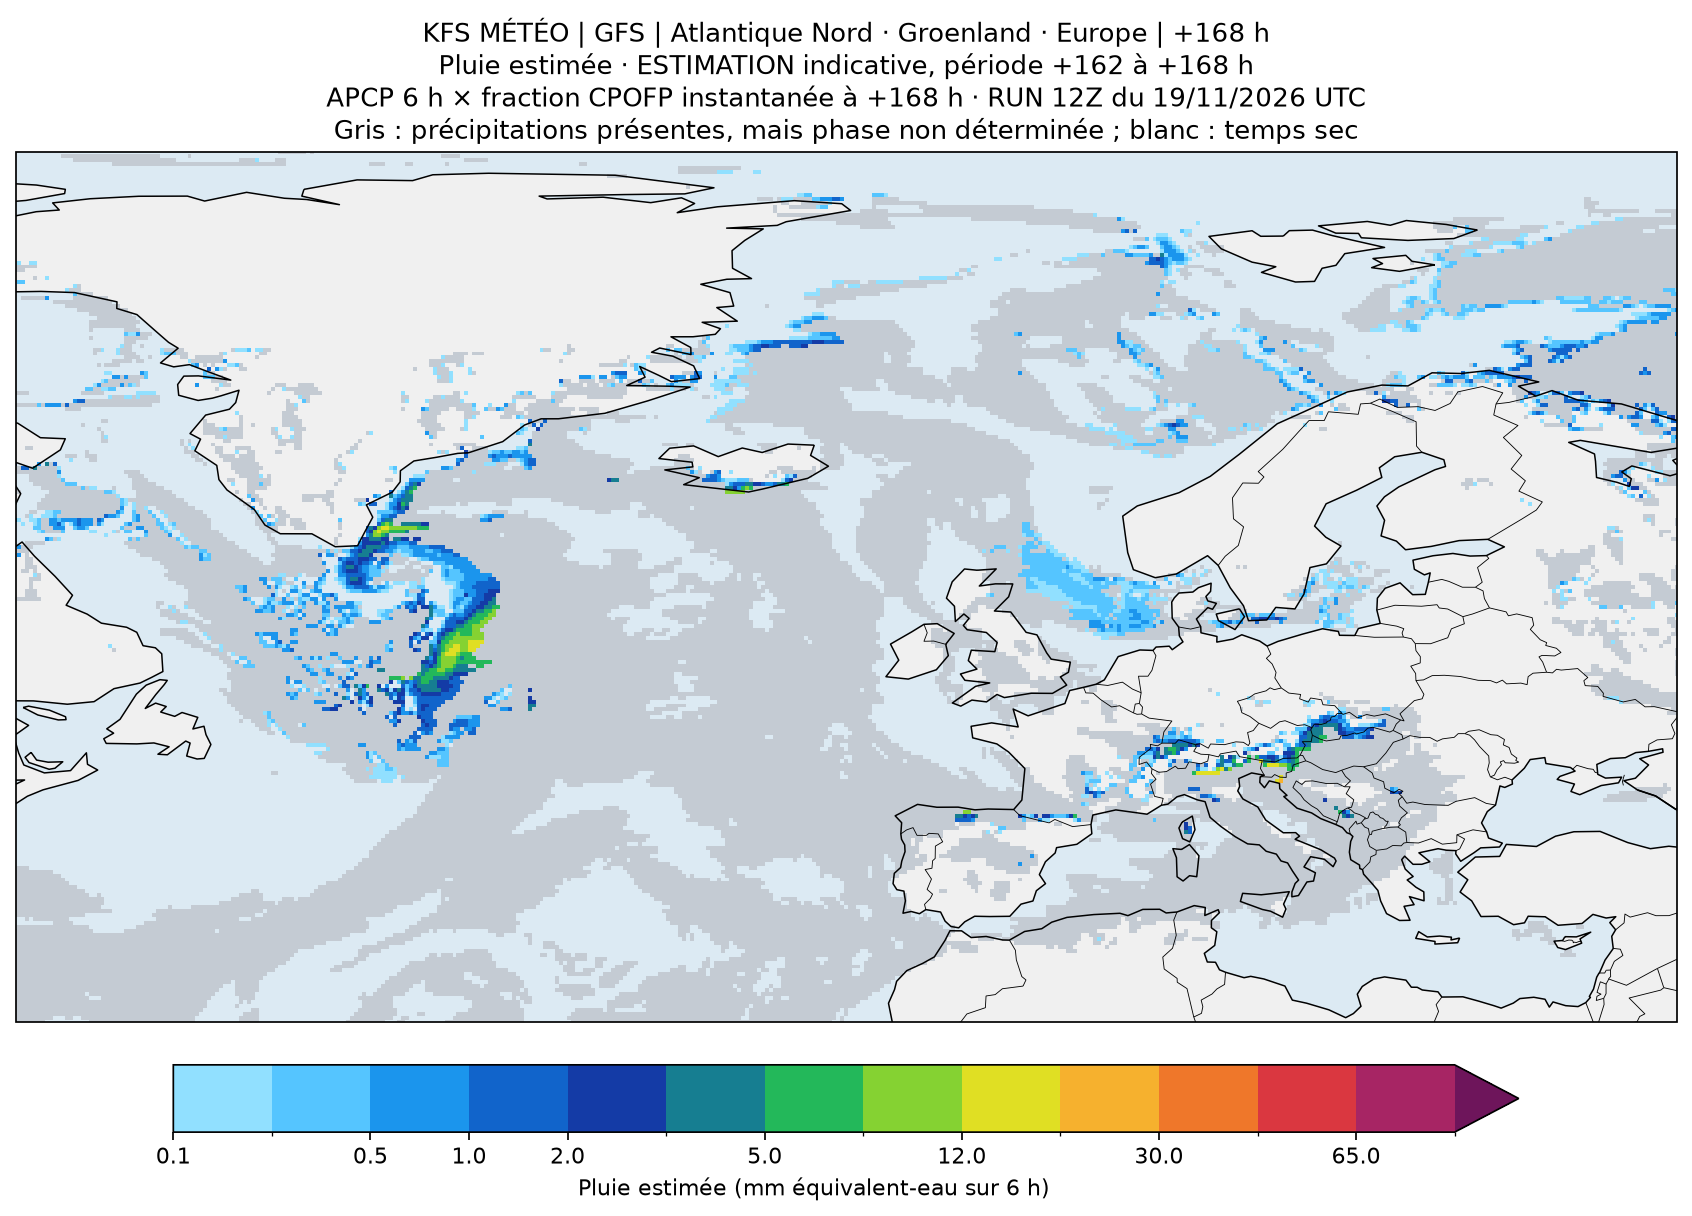 KFS MÉTÉO | GFS | Atlantique Nord · Groenland · Europe | +168 h
Pluie estimée · ESTIMATION indicative, période +162 à +168 h
APCP 6 h × fraction CPOFP instantanée à +168 h · RUN 12Z du 19/11/2026 UTC
Gris : précipitations présentes, mais phase non déterminée ; blanc : temps sec
0.1 0.5 1.0 2.0 5.0 12.0 30.0 65.0
Pluie estimée (mm équivalent-eau sur 6 h)